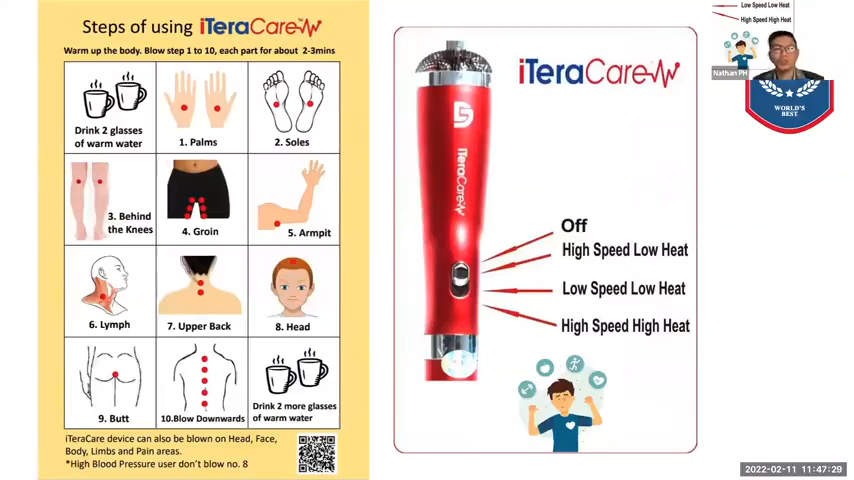 Steps of using iTeraCare
Warm up the body. Blow step 1 to 10, each part for about 2-3mins
Drink 2 glasses
of warm water
1. Palms
2. Soles
3. Behind
the Knees
4. Groin
5. Armpit
6. Lymph
7. Upper Back
8. Head
9. Butt
10.Blow Downwards
Drink 2 more glasses
of warm water
iTeraCare device can also be blown on Head, Face,
Body, Limbs and Pain areas.
*High Blood Pressure user don't blow no. 8
iTeraCare
iTeraCare
Off
High Speed Low Heat
Low Speed Low Heat
High Speed High Heat
Low Speed Low Heat
High Speed High Heat
Nathan PH
WORLD'S
BEST
2022-02-11 11:47:29